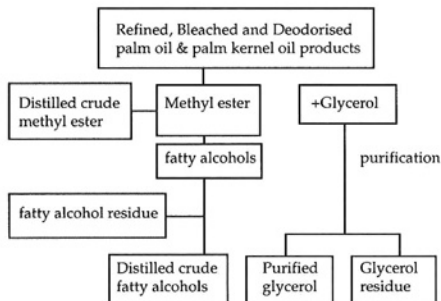 Refined, Bleached and Deodorised
palm oil & palm kernel oil products
Distilled crude
methyl ester
Methyl ester
+Glycerol
fatty alcohols
purification
fatty alcohol residue
Distilled crude
fatty alcohols
Purified
glycerol
Glycerol
residue